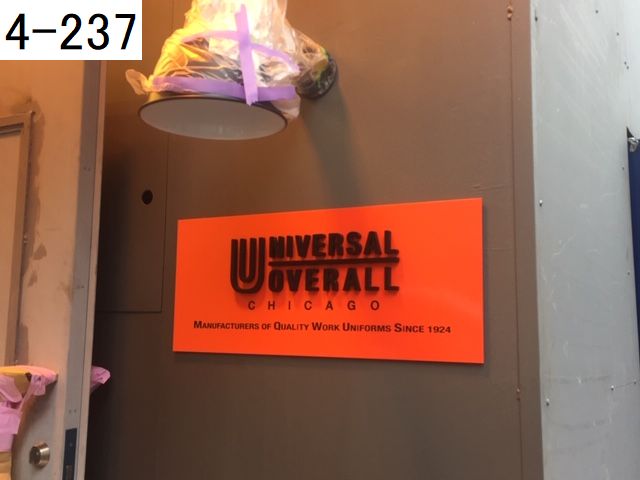 4-237
UNIVERSAL
OVERALL
CHICAGO
MANUFACTURERS OF QUALITY WORK UNIFORMS SINCE 1924